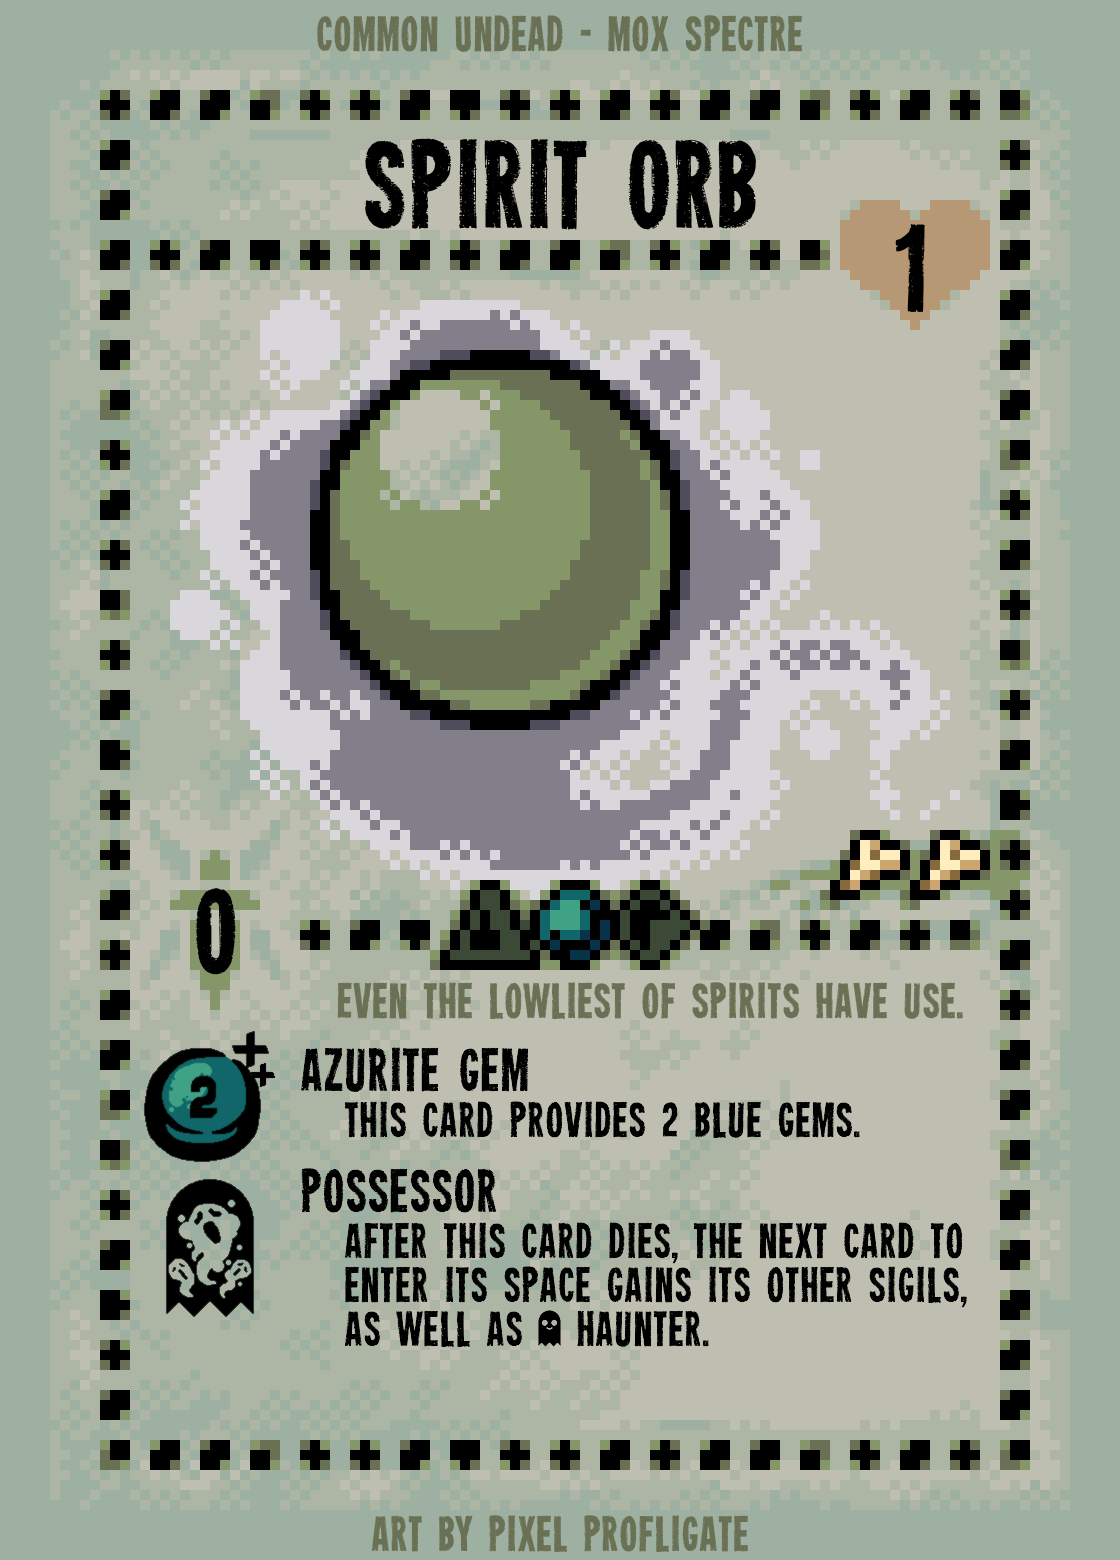 COMMON UNDEAD - MOX SPECTRE
SPIRIT ORB
1
0
EVEN THE LOWLIEST OF SPIRITS HAVE USE.
2
AZURITE GEM
THIS CARD PROVIDES 2 BLUE GEMS.
POSSESSOR
AFTER THIS CARD DIES, THE NEXT CARD TO
ENTER ITS SPACE GAINS ITS OTHER SIGILS,
AS WELL AS HAUNTER.
ART BY PIXEL PROFLIGATE